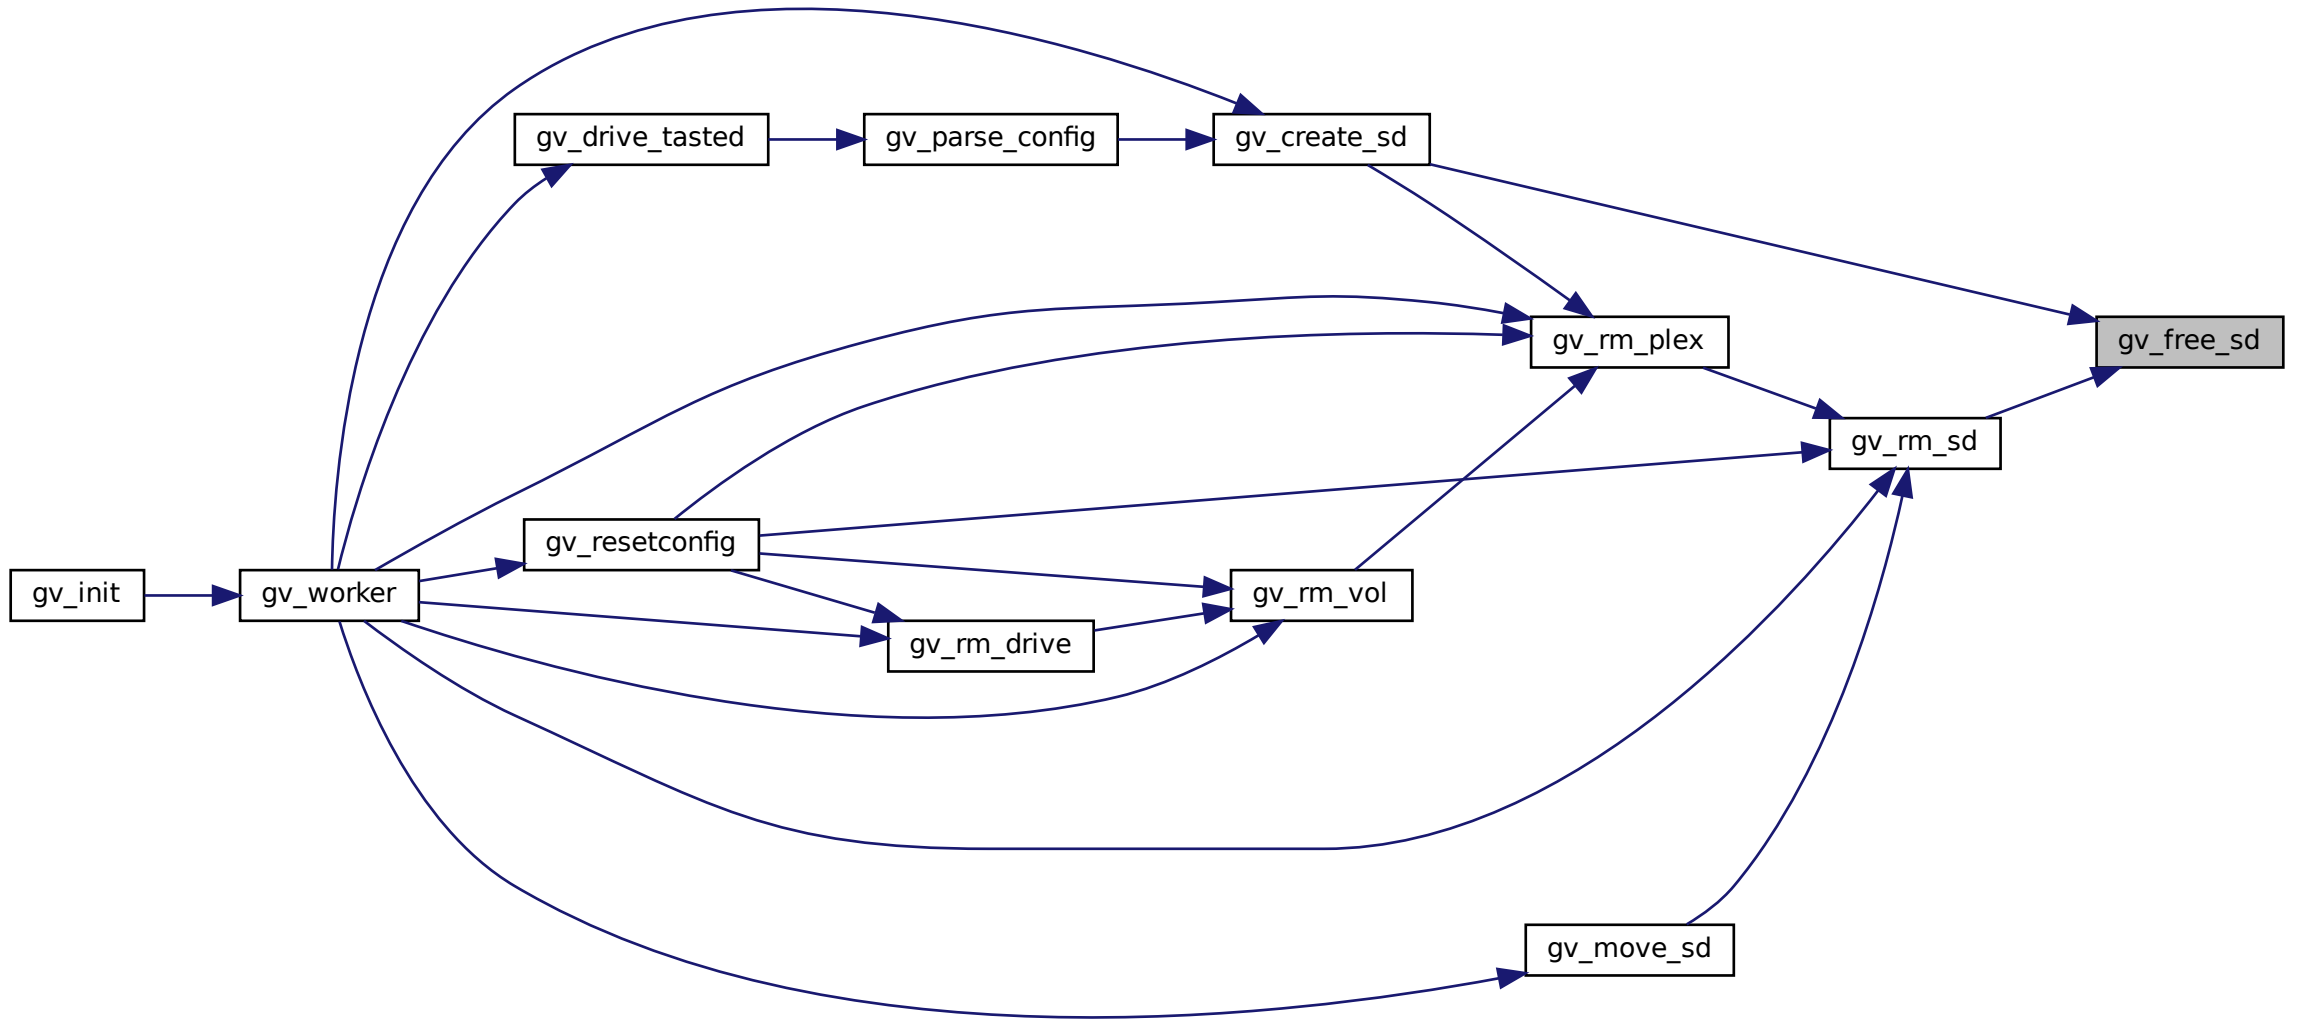 gv_drive_tasted
gv_parse_config
gv_create_sd
gv_rm_plex
gv_free_sd
gv_rm_sd
gv_resetconfig
gv_init
gv_worker
gv_rm_vol
gv_rm_drive
gv_move_sd